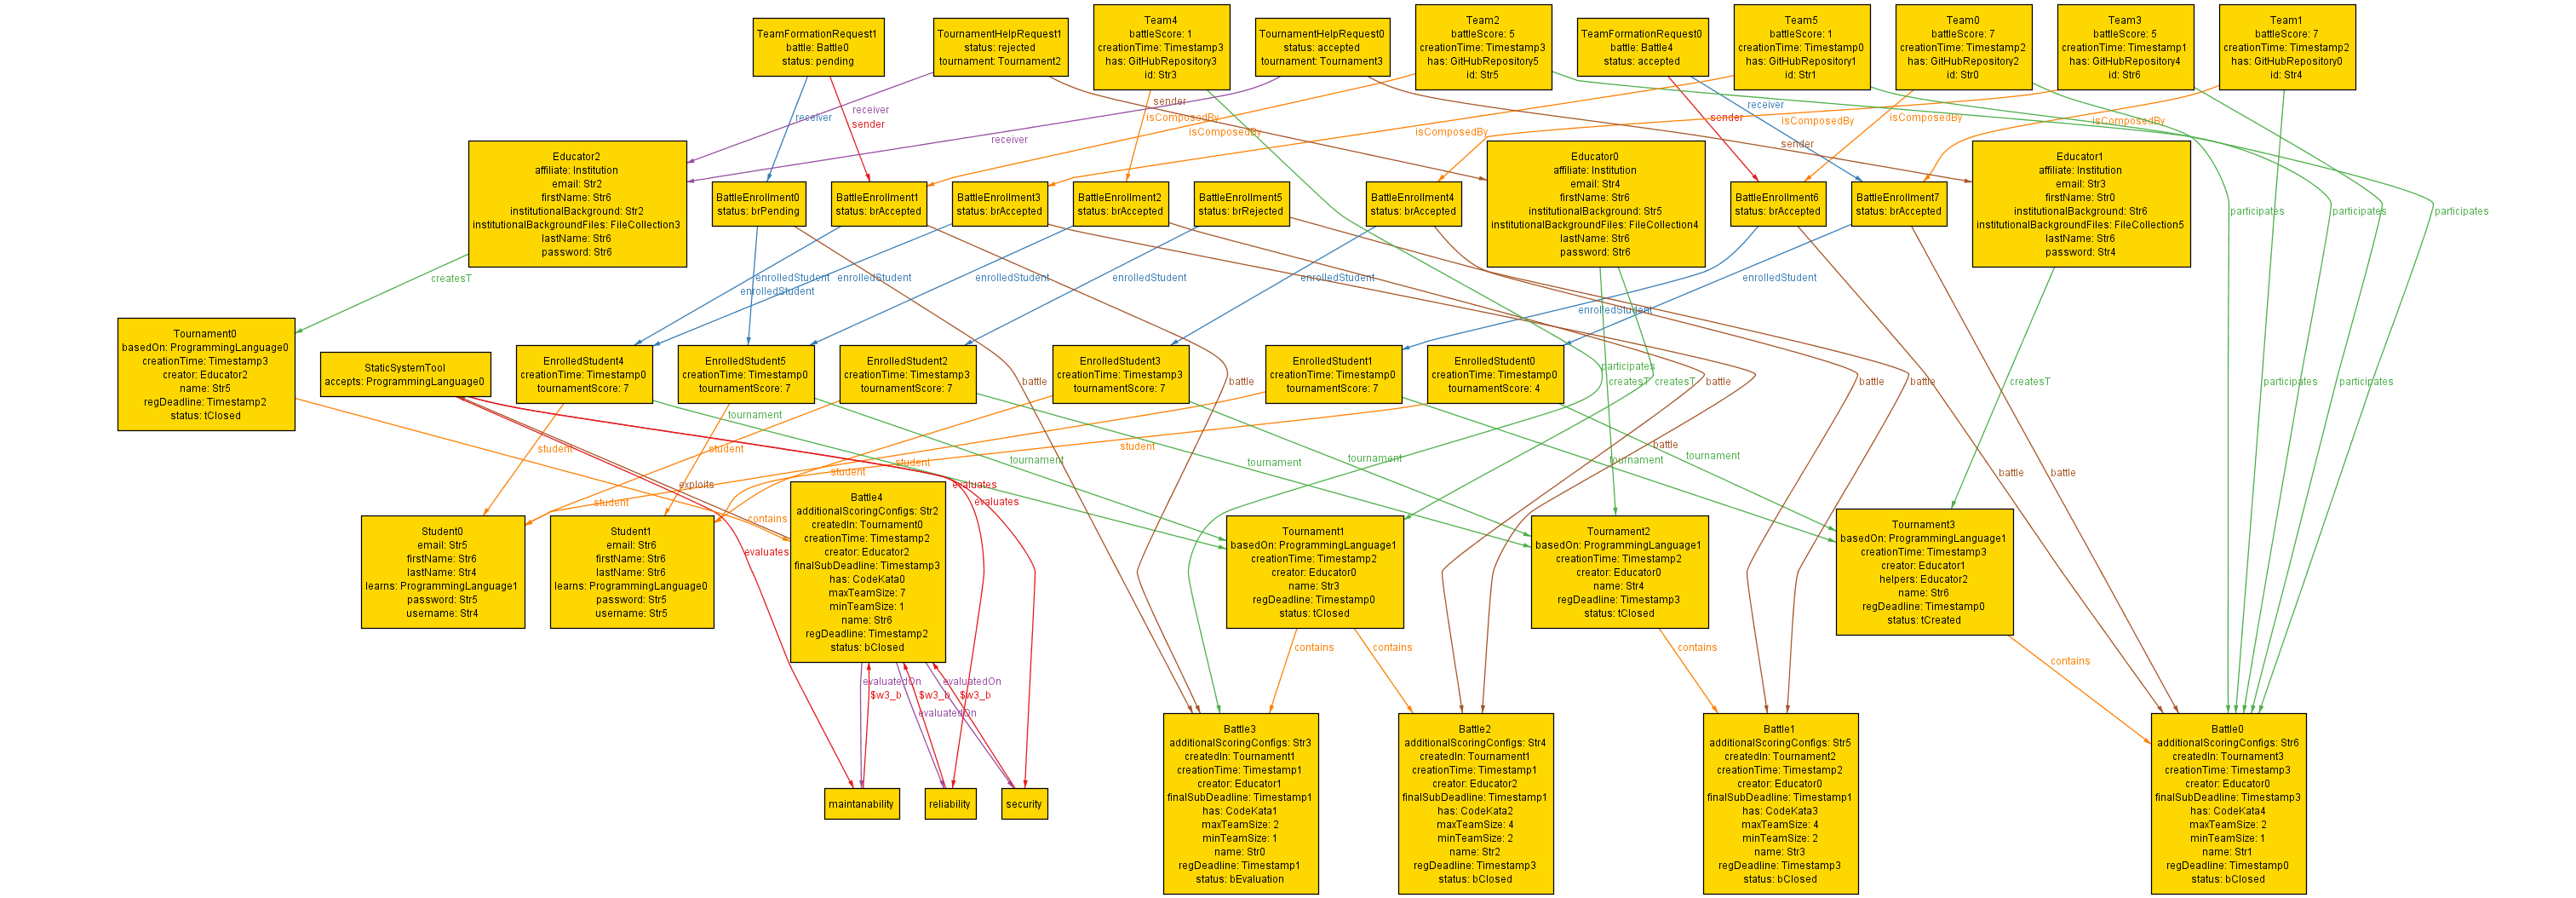 TeamFormationRequest1
battle: Battle0
status: pending
TournamentHelpRequest1
status: rejected
tournament: Tournament2
Team4
battleScore: 1
creationTime: Timestamp3
has: GitHubRepository3
id: Str3
TournamentHelpRequest0
status: accepted
tournament: Tournament3
Team2
battleScore: 5
creationTime: Timestamp3
has: GitHubRepository5
id: Str5
TeamFormationRequest0
battle: Battle4
status: accepted
Team5
battleScore: 1
creationTime: Timestamp0
has: GitHubRepository1
id: Str1
Team0
battleScore: 7
creationTime: Timestamp2
has: GitHubRepository2
id: Str0
Team3
battleScore: 5
creationTime: Timestamp1
has: GitHubRepository4
id: Str6
Team1
battleScore: 7
creationTime: Timestamp2
has: GitHubRepository0
id: Str4
receiver
receiver
sender
receiver
sender
isComposedBy
isComposedBy
isComposedBy
sender
receiver
isComposedBy
sender
isComposedBy
isComposedBy
Educator2
affiliate: Institution
email: Str2
firstName: Str6
institutionalBackground: Str2
institutionalBackgroundFiles: FileCollection3
lastName: Str6
password: Str6
BattleEnrollment0
status: brPending
BattleEnrollment1
status: brAccepted
BattleEnrollment3
status: brAccepted
BattleEnrollment2
status: brAccepted
BattleEnrollment5
status: brRejected
BattleEnrollment4
status: brAccepted
Educator0
affiliate: Institution
email: Str4
firstName: Str6
institutionalBackground: Str5
institutionalBackgroundFiles: FileCollection4
lastName: Str6
password: Str6
BattleEnrollment6
status: brAccepted
BattleEnrollment7
status: brAccepted
Educator1
affiliate: Institution
email: Str3
firstName: Str0
institutionalBackground: Str6
institutionalBackgroundFiles: FileCollection5
lastName: Str6
password: Str4
participates
participates
participates
createsT
enrolledStudent
enrolledStudent
enrolledStudent
enrolledStudent
enrolledStudent
enrolledStudent
enrolledStudent
enrolledStudent
Tournament0
basedOn: ProgrammingLanguage0
creationTime: Timestamp3
creator: Educator2
name: Str5
regDeadline: Timestamp2
status: tClosed
StaticSystemTool
accepts: ProgrammingLanguage0
EnrolledStudent4
creationTime: Timestamp0
tournamentScore: 7
EnrolledStudent5
creationTime: Timestamp0
tournamentScore: 7
EnrolledStudent2
creationTime: Timestamp3
tournamentScore: 7
EnrolledStudent3
creationTime: Timestamp3
tournamentScore: 7
EnrolledStudent1
creationTime: Timestamp0
tournamentScore: 7
EnrolledStudent0
creationTime: Timestamp0
tournamentScore: 4
battle
battle
participates
createsT
createsT
battle
battle
battle
createsT
participates
participates
tournament
student
student
student
student
student
student
tournament
tournament
tournament
battle
tournament
tournament
battle
battle
exploits
evaluates
evaluates
evaluates
contains
Student0
email: Str5
firstName: Str6
lastName: Str4
learns: ProgrammingLanguage1
password: Str5
username: Str4
Student1
email: Str6
firstName: Str6
lastName: Str6
learns: ProgrammingLanguage0
password: Str5
username: Str5
Battle4
additionalScoringConfigs: Str2
createdIn: Tournament0
creationTime: Timestamp2
creator: Educator2
finalSubDeadline: Timestamp3
has: CodeKata0
maxTeamSize: 7
minTeamSize: 1
name: Str6
regDeadline: Timestamp2
status: bClosed
Tournament1
basedOn: ProgrammingLanguage1
creationTime: Timestamp2
creator: Educator0
name: Str3
regDeadline: Timestamp0
status: tClosed
Tournament2
basedOn: ProgrammingLanguage1
creationTime: Timestamp2
creator: Educator0
name: Str4
regDeadline: Timestamp3
status: tClosed
Tournament3
basedOn: ProgrammingLanguage1
creationTime: Timestamp3
creator: Educator1
helpers: Educator2
name: Str6
regDeadline: Timestamp0
status: tCreated
contains
contains
contains
contains
evaluatedOn
evaluatedOn
evaluatedOn
$w3_b
$w3_b
$w3_b
maintanability
reliability
security
Battle3
additionalScoringConfigs: Str3
createdIn: Tournament1
creationTime: Timestamp1
creator: Educator1
finalSubDeadline: Timestamp1
has: CodeKata1
maxTeamSize: 2
minTeamSize: 1
name: Str0
regDeadline: Timestamp1
status: bEvaluation
Battle2
additionalScoringConfigs: Str4
createdIn: Tournament1
creationTime: Timestamp1
creator: Educator2
finalSubDeadline: Timestamp1
has: CodeKata2
maxTeamSize: 4
minTeamSize: 2
name: Str2
regDeadline: Timestamp3
status: bClosed
Battle1
additionalScoringConfigs: Str5
createdIn: Tournament2
creationTime: Timestamp2
creator: Educator0
finalSubDeadline: Timestamp1
has: CodeKata3
maxTeamSize: 4
minTeamSize: 2
name: Str3
regDeadline: Timestamp3
status: bClosed
Battle0
additionalScoringConfigs: Str6
createdIn: Tournament3
creationTime: Timestamp3
creator: Educator0
finalSubDeadline: Timestamp3
has: CodeKata4
maxTeamSize: 2
minTeamSize: 1
name: Str1
regDeadline: Timestamp0
status: bClosed